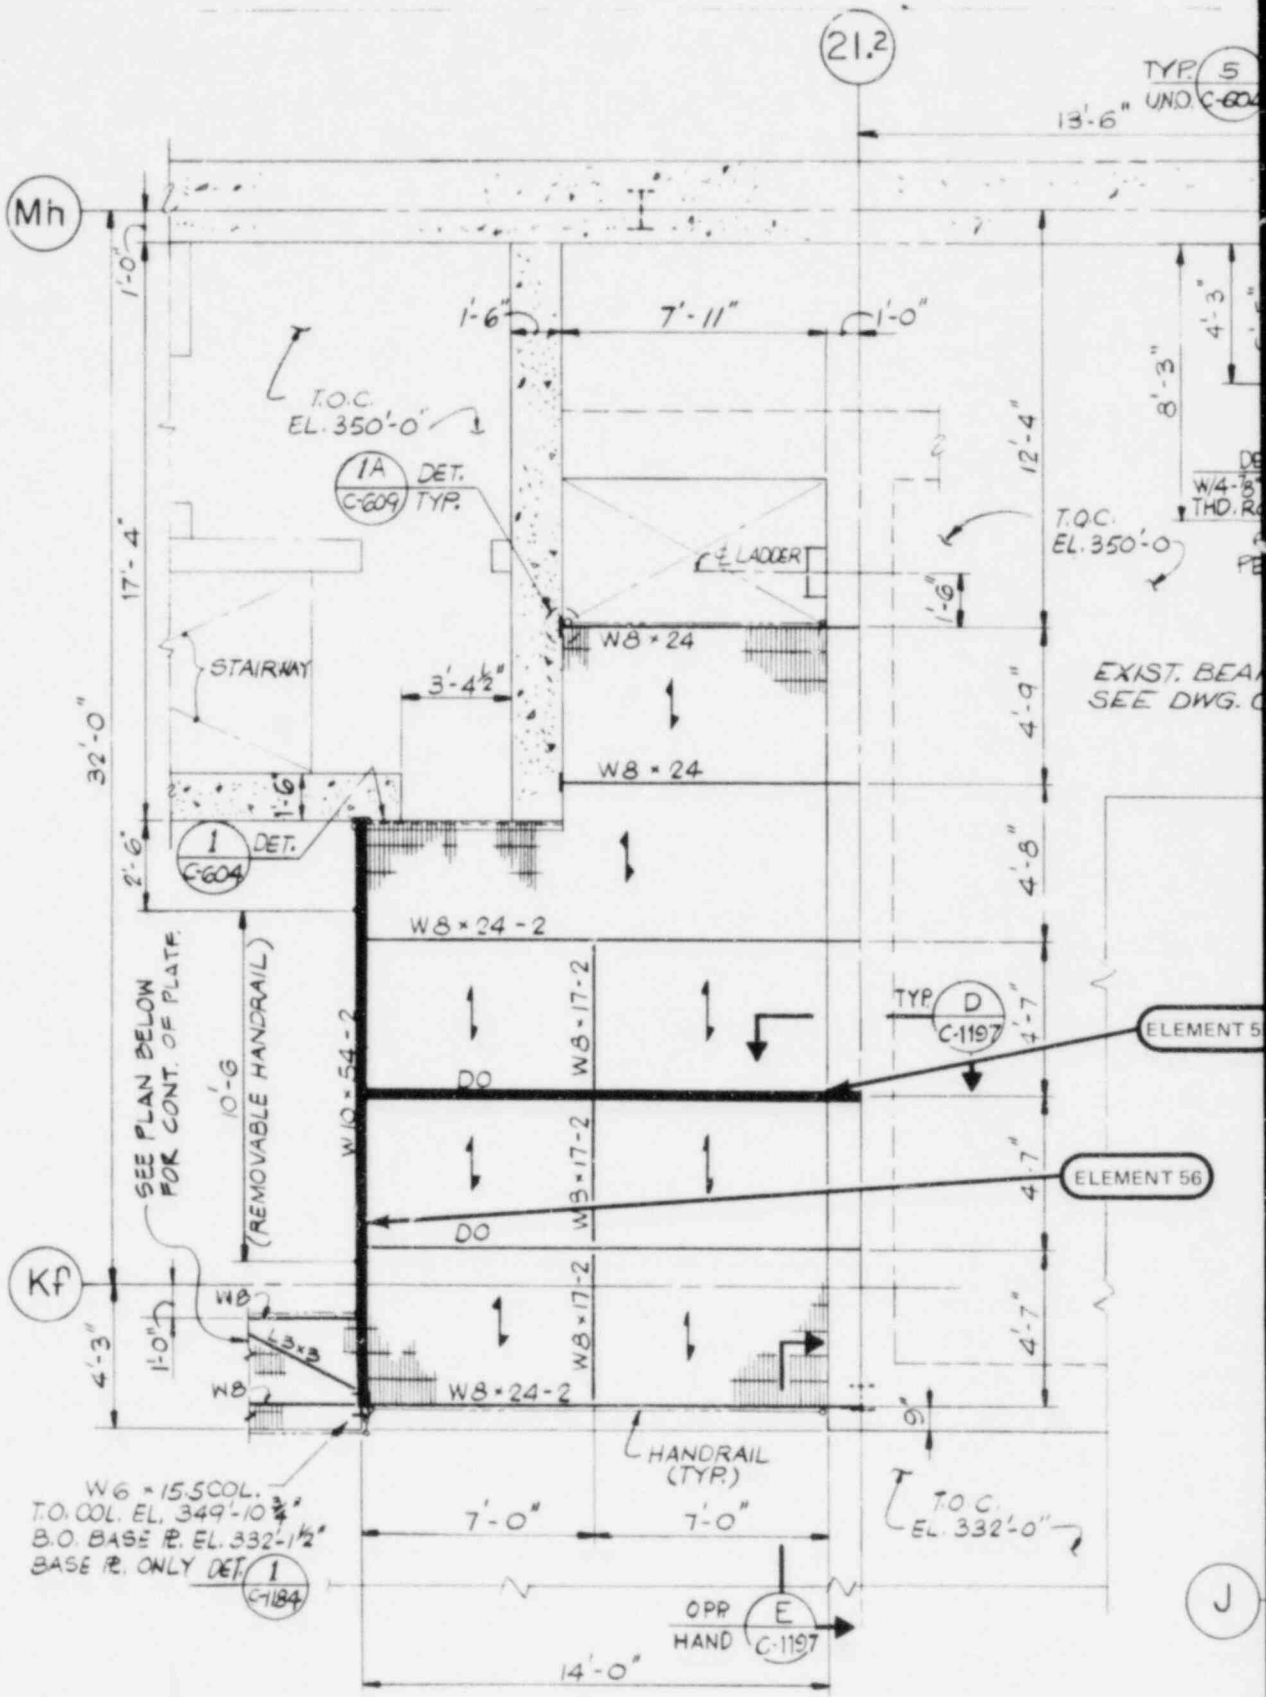 21.2
TYP. 5
UNO. C-604
13'-6"
Mh
1'-0"
1'-6"
7'-11"
1'-0"
4'-3"
8'-3"
T.O.C.
EL. 350'-0"
12'-4"
1A DET.
C-609 TYP.
W/4-
THD.
T.O.C.
EL. 350'-0
℄ LADDER
1'-6"
17'-4"
W8 × 24
STAIRWAY
3'-4½"
EXIST.
SEE DWG.
4'-9"
32'-0"
W8 × 24
1'-6"
1 DET.
C-604
2'-6"
4'-8"
W8 × 24-2
SEE PLAN BELOW
FOR CONT. OF PLATF.
10'-6
(REMOVABLE HANDRAIL)
W10 × 54-2
W8 × 17-2
TYP. D
C-1197
4'-7"
ELEMENT 5
DO
W8 × 17-2
4'-7"
ELEMENT 56
DO
Kf
W8
L3×3
W8
4'-3"
1'-0"
W8 × 17-2
4'-7"
W8 × 24-2
9"
HANDRAIL
(TYP.)
W6 × 15.5 COL.
T.O. COL. EL. 349'-10¾"
B.O. BASE PL. EL. 332'-1½"
BASE PL. ONLY DET. 1
C-1184
7'-0"
7'-0"
T.O.C.
EL. 332'-0"
J
OPP. E
HAND C-1197
14'-0"